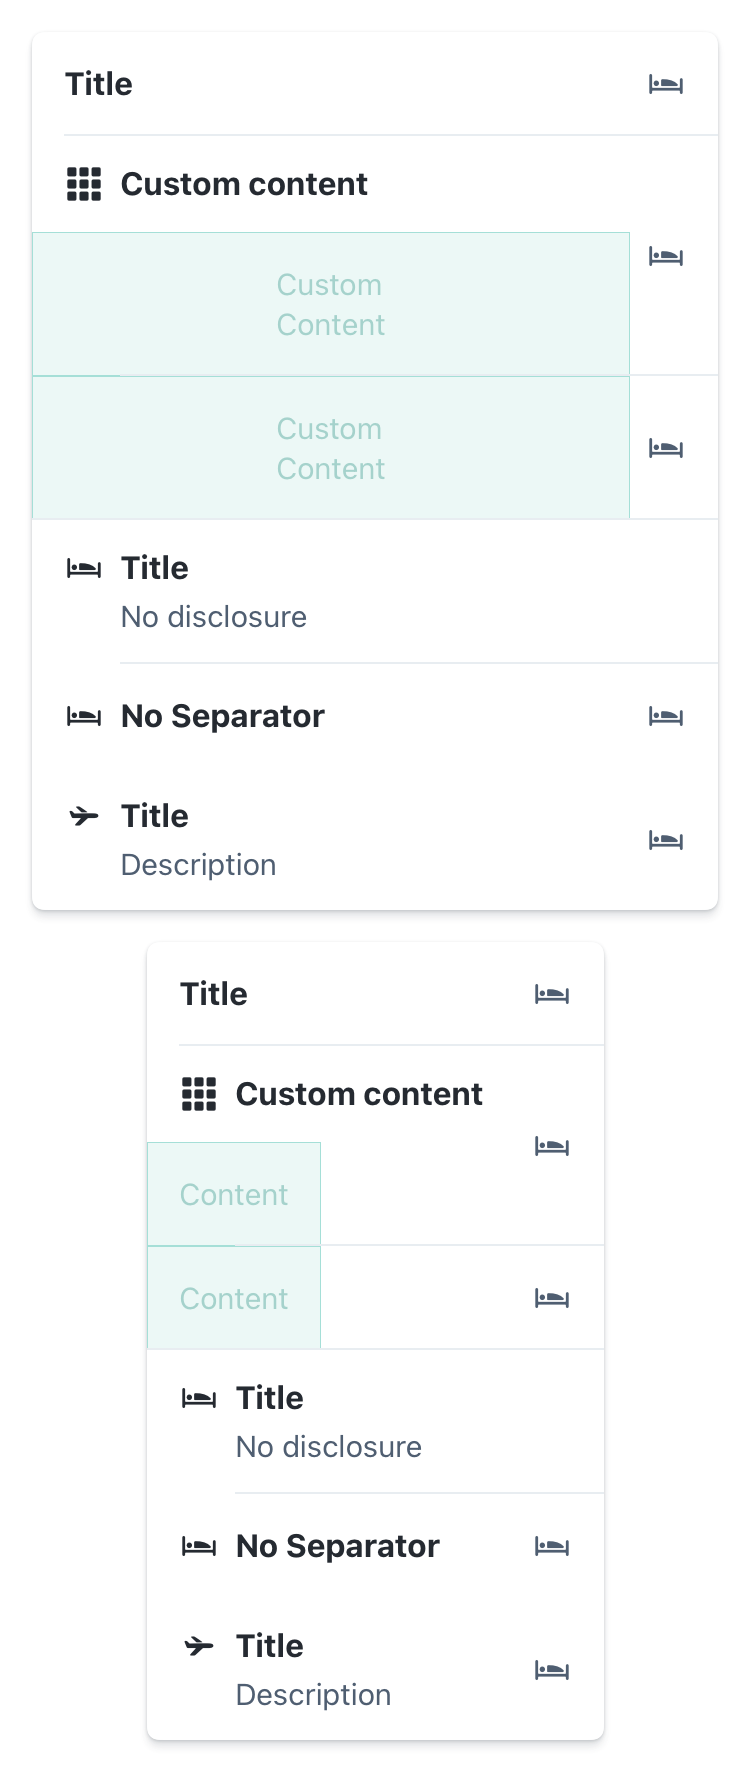 Title
Custom content
Custom
Content
Custom
Content
Title
No disclosure
No Separator
Title
Description
Title
Custom content
Content
Content
Title
No disclosure
No Separator
Title
Description